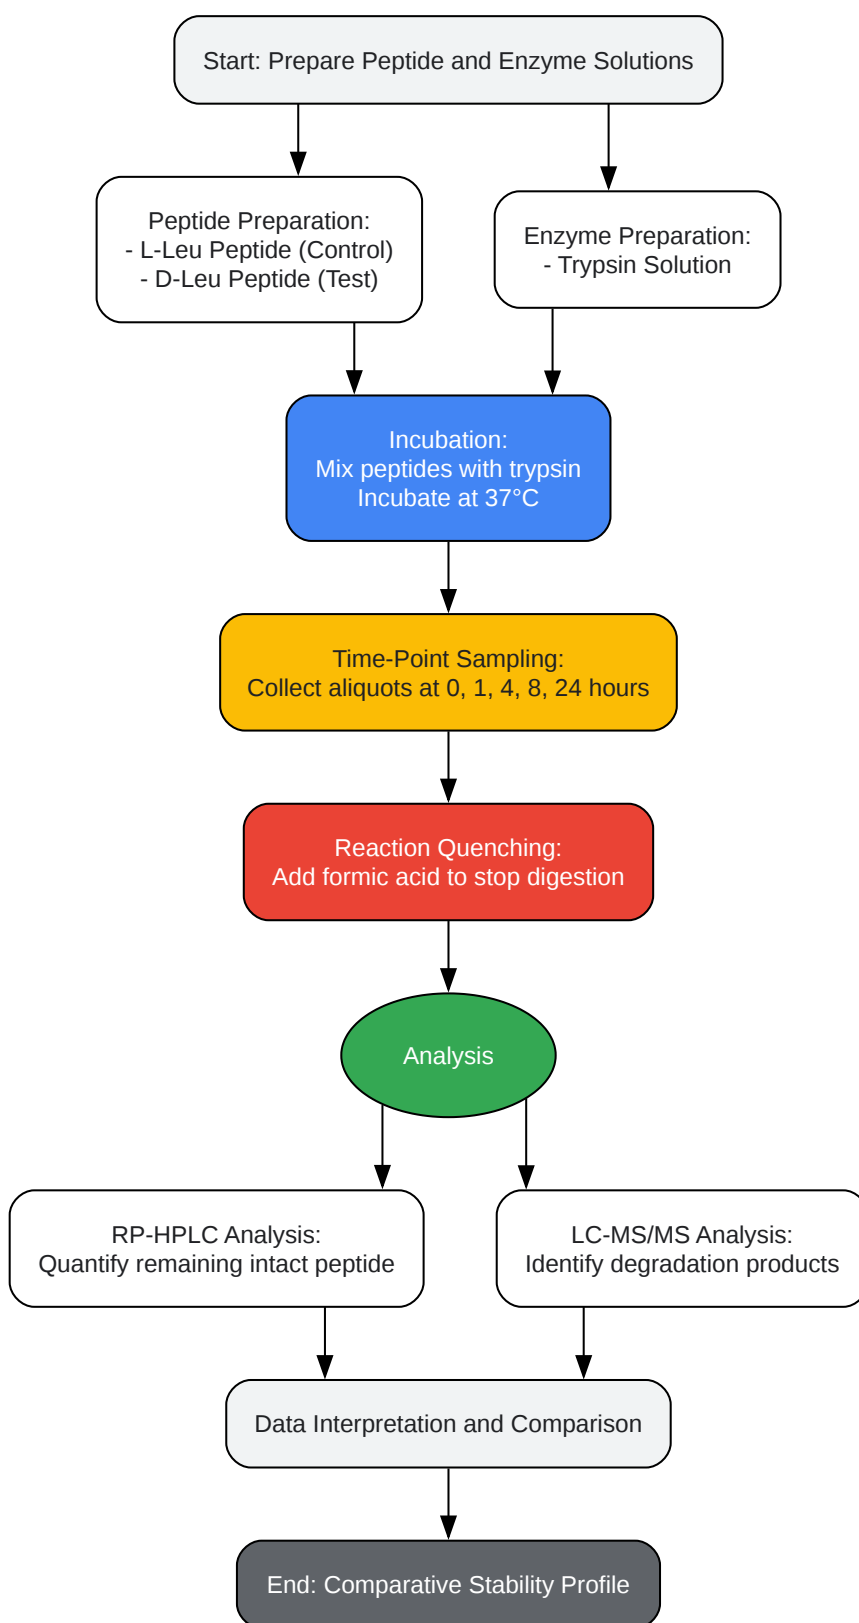 Start: Prepare Peptide and Enzyme Solutions
Peptide Preparation:
- L-Leu Peptide (Control)
- D-Leu Peptide (Test)
Enzyme Preparation:
- Trypsin Solution
Incubation:
Mix peptides with trypsin
Incubate at 37°C
Time-Point Sampling:
Collect aliquots at 0, 1, 4, 8, 24 hours
Reaction Quenching:
Add formic acid to stop digestion
Analysis
RP-HPLC Analysis:
Quantify remaining intact peptide
LC-MS/MS Analysis:
Identify degradation products
Data Interpretation and Comparison
End: Comparative Stability Profile